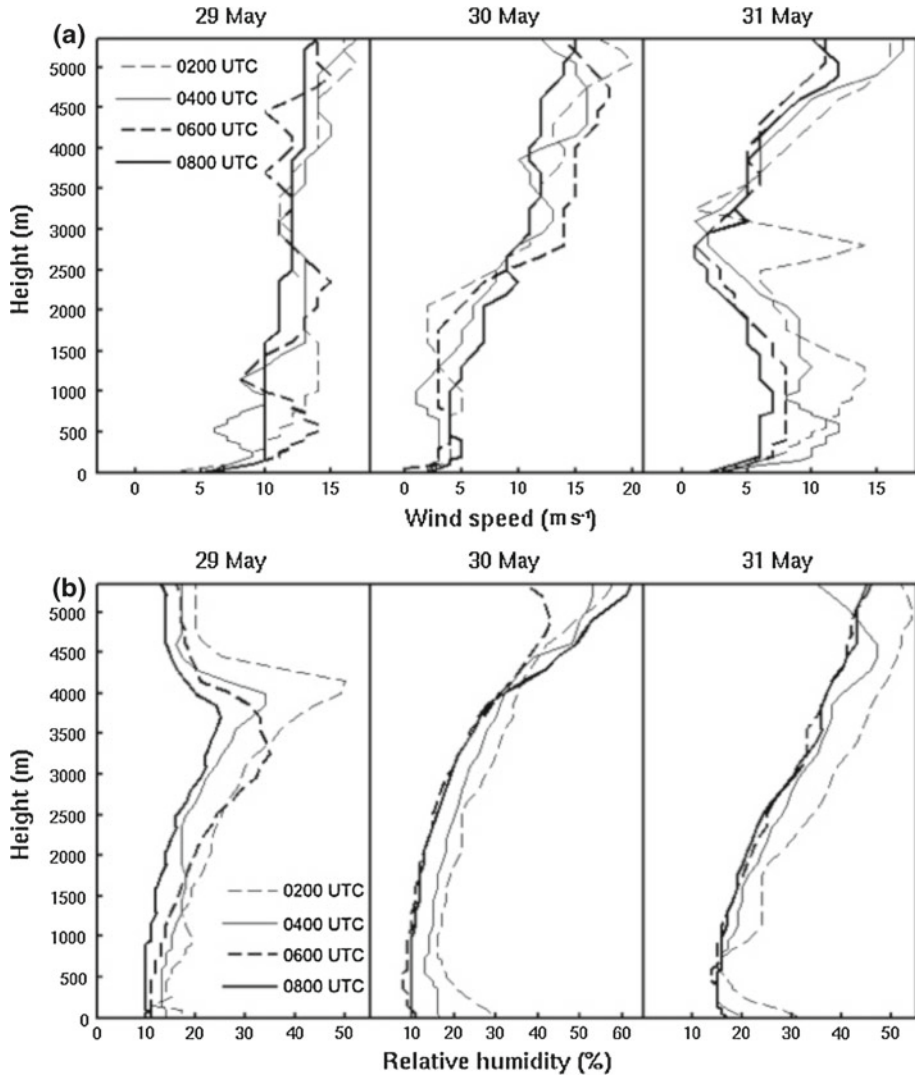 29 May 30 May 31 May
(a)
0200 UTC
0400 UTC
0600 UTC
0800 UTC
Height (m)
5000
4500
4000
3500
3000
2500
2000
1500
1000
500
0
0 5 10 15 0 5 10 15 20 0 5 10 15
Wind speed (m s⁻¹)
29 May 30 May 31 May
(b)
Height (m)
5000
4500
4000
3500
3000
2500
2000
1500
1000
500
0
0200 UTC
0400 UTC
0600 UTC
0800 UTC
0 10 20 30 40 50 10 20 30 40 50 60 10 20 30 40 50
Relative humidity (%)